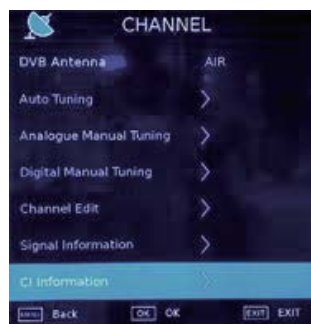 CHANNEL
DVB Antenna AIR
Auto Tuning
Analogue Manual Tuning
Digital Manual Tuning
Channel Edit
Signal Information
CI Information
MENU Back OK OK EXIT EXIT